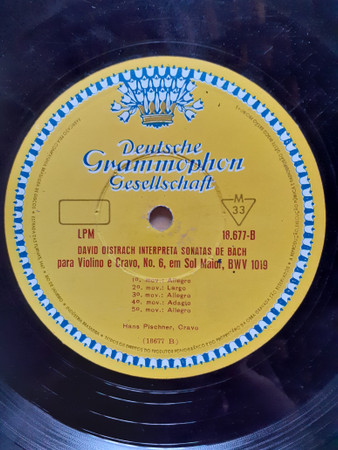 Deutsche
Grammophon
Gesellschaft
M
33
LPM 18.677-B
DAVID OISTRACH INTERPRETA SONATAS DE BACH
para Violino e Cravo, No. 6, em Sol Maior, BWV 1019
1º. mov.: Allegro
2º. mov.: Largo
3º. mov.: Allegro
4º. mov.: Adagio
5º. mov.: Allegro
Hans Pischner, Cravo
(18677 B)